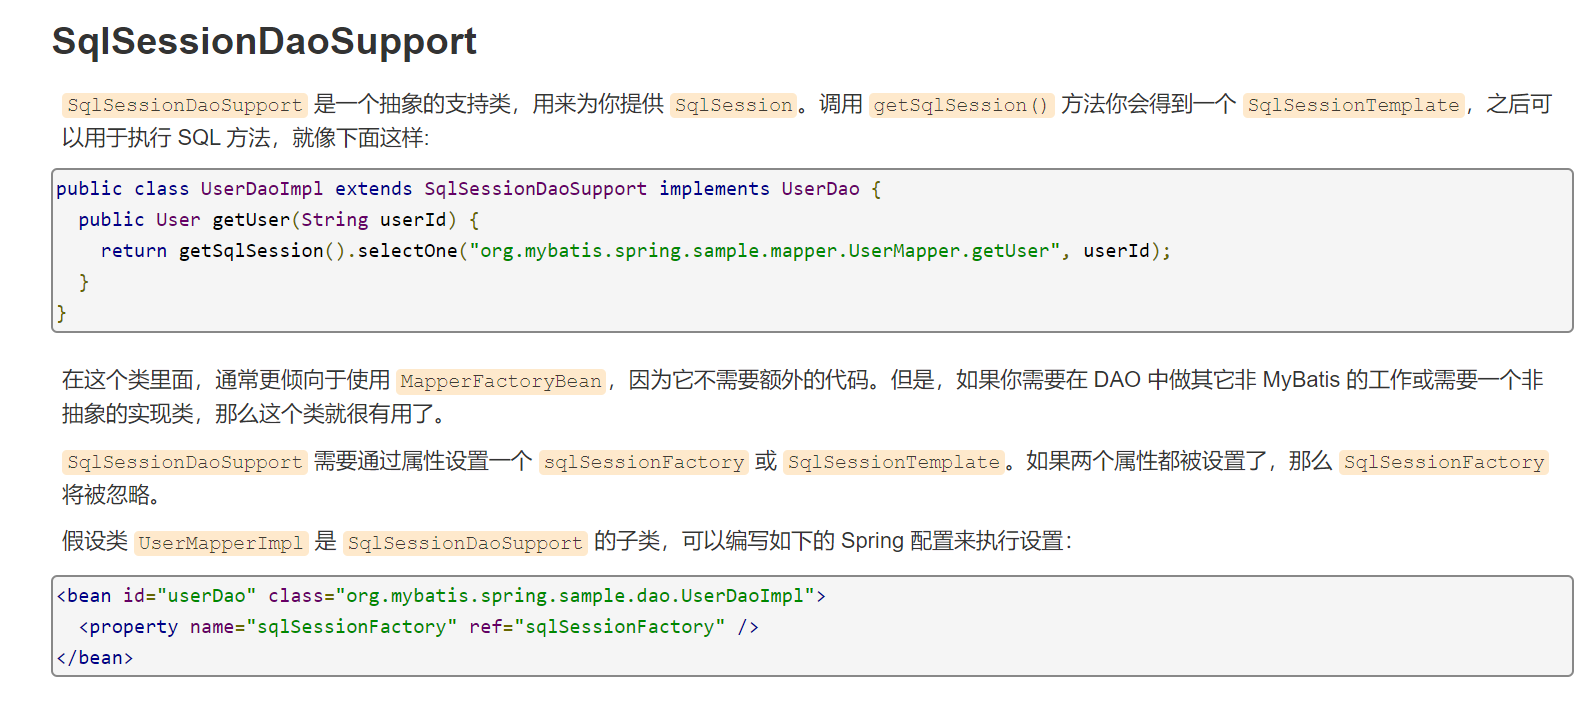 SqlSessionDaoSupport
SqlSessionDaoSupport 是一个抽象的支持类，用来为你提供 SqlSession。调用 getSqlSession() 方法你会得到一个 SqlSessionTemplate，之后可
以用于执行 SQL 方法，就像下面这样:
public class UserDaoImpl extends SqlSessionDaoSupport implements UserDao {
  public User getUser(String userId) {
    return getSqlSession().selectOne("org.mybatis.spring.sample.mapper.UserMapper.getUser", userId);
  }
}
在这个类里面，通常更倾向于使用 MapperFactoryBean，因为它不需要额外的代码。但是，如果你需要在 DAO 中做其它非 MyBatis 的工作或需要一个非
抽象的实现类，那么这个类就很有用了。
SqlSessionDaoSupport 需要通过属性设置一个 sqlSessionFactory 或 SqlSessionTemplate。如果两个属性都被设置了，那么 SqlSessionFactory
将被忽略。
假设类 UserMapperImpl 是 SqlSessionDaoSupport 的子类，可以编写如下的 Spring 配置来执行设置：
<bean id="userDao" class="org.mybatis.spring.sample.dao.UserDaoImpl">
  <property name="sqlSessionFactory" ref="sqlSessionFactory" />
</bean>